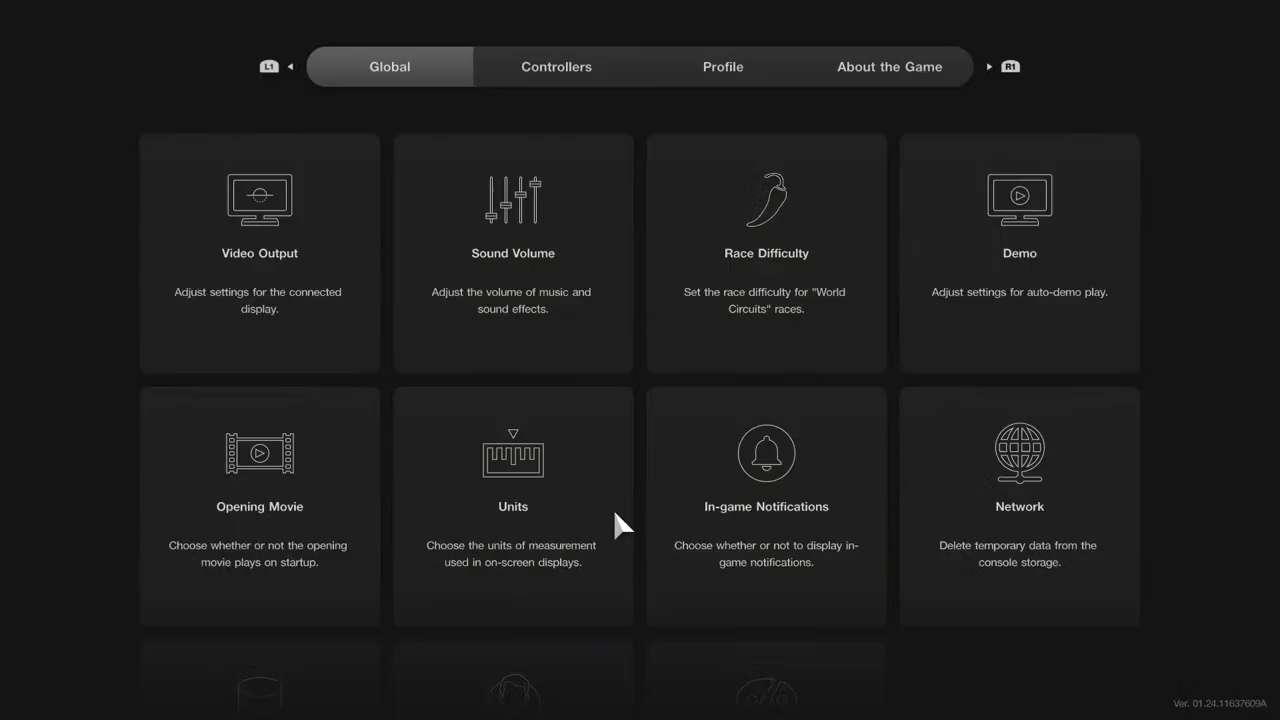 L1 Global Controllers Profile About the Game R1
Video Output
Adjust settings for the connected
display.
Sound Volume
Adjust the volume of music and
sound effects.
Race Difficulty
Set the race difficulty for "World
Circuits" races.
Demo
Adjust settings for auto-demo play.
Opening Movie
Choose whether or not the opening
movie plays on startup.
Units
Choose the units of measurement
used in on-screen displays.
In-game Notifications
Choose whether or not to display in-
game notifications.
Network
Delete temporary data from the
console storage.
Ver. 01.24.11637609A